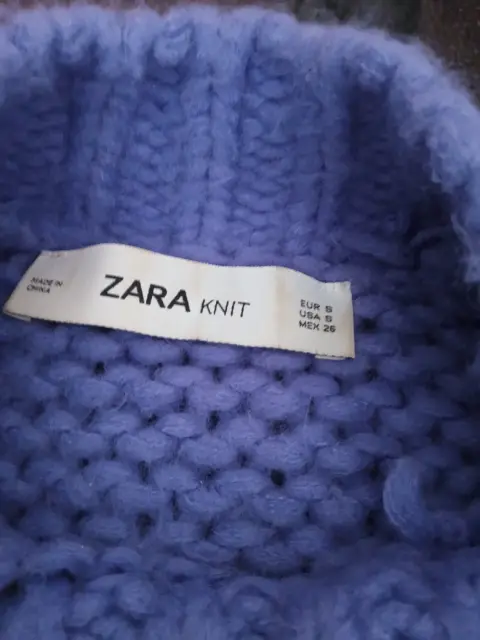 MADE IN
CHINA
ZARA KNIT
EUR S
USA S
MEX 26